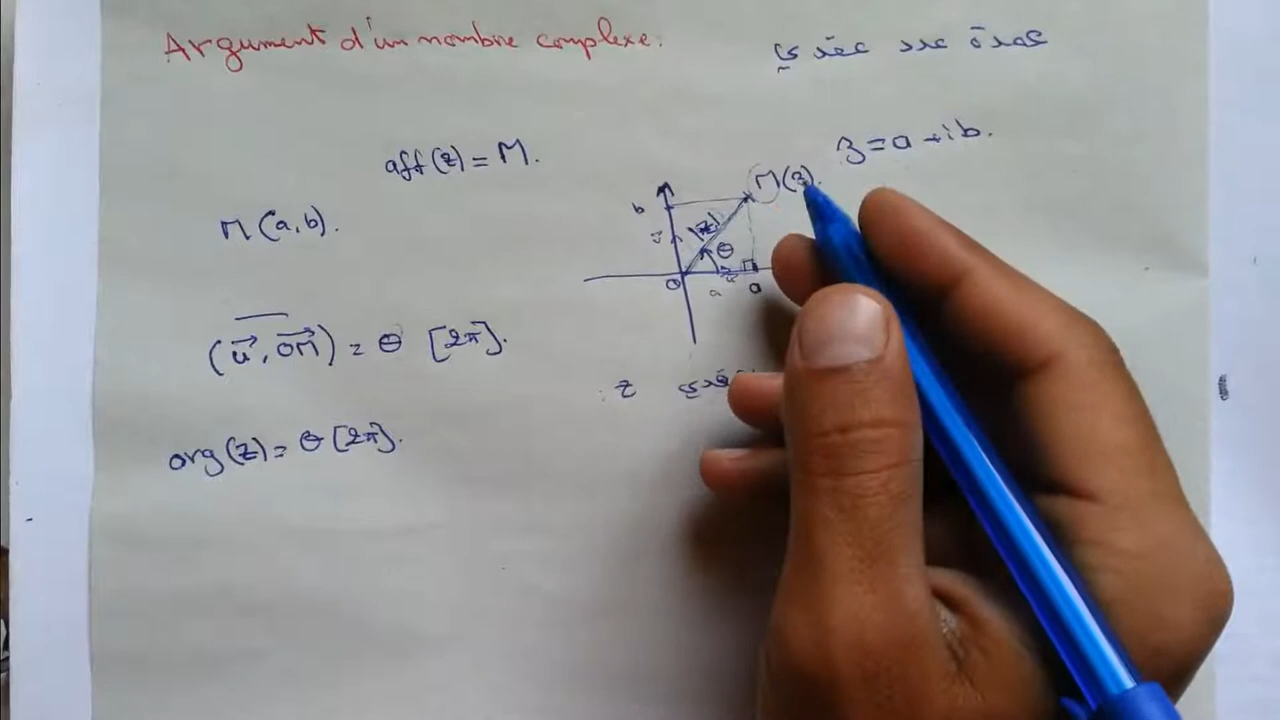 Argument d'un nombre complexe.
عمدة عدد عقدي
aff(z) = M.
z = a + ib.
M(z).
M(a,b).
b
|z|
θ
O
a
(u⃗, OM⃗) = θ [2π].
z
arg(z) = θ [2π].